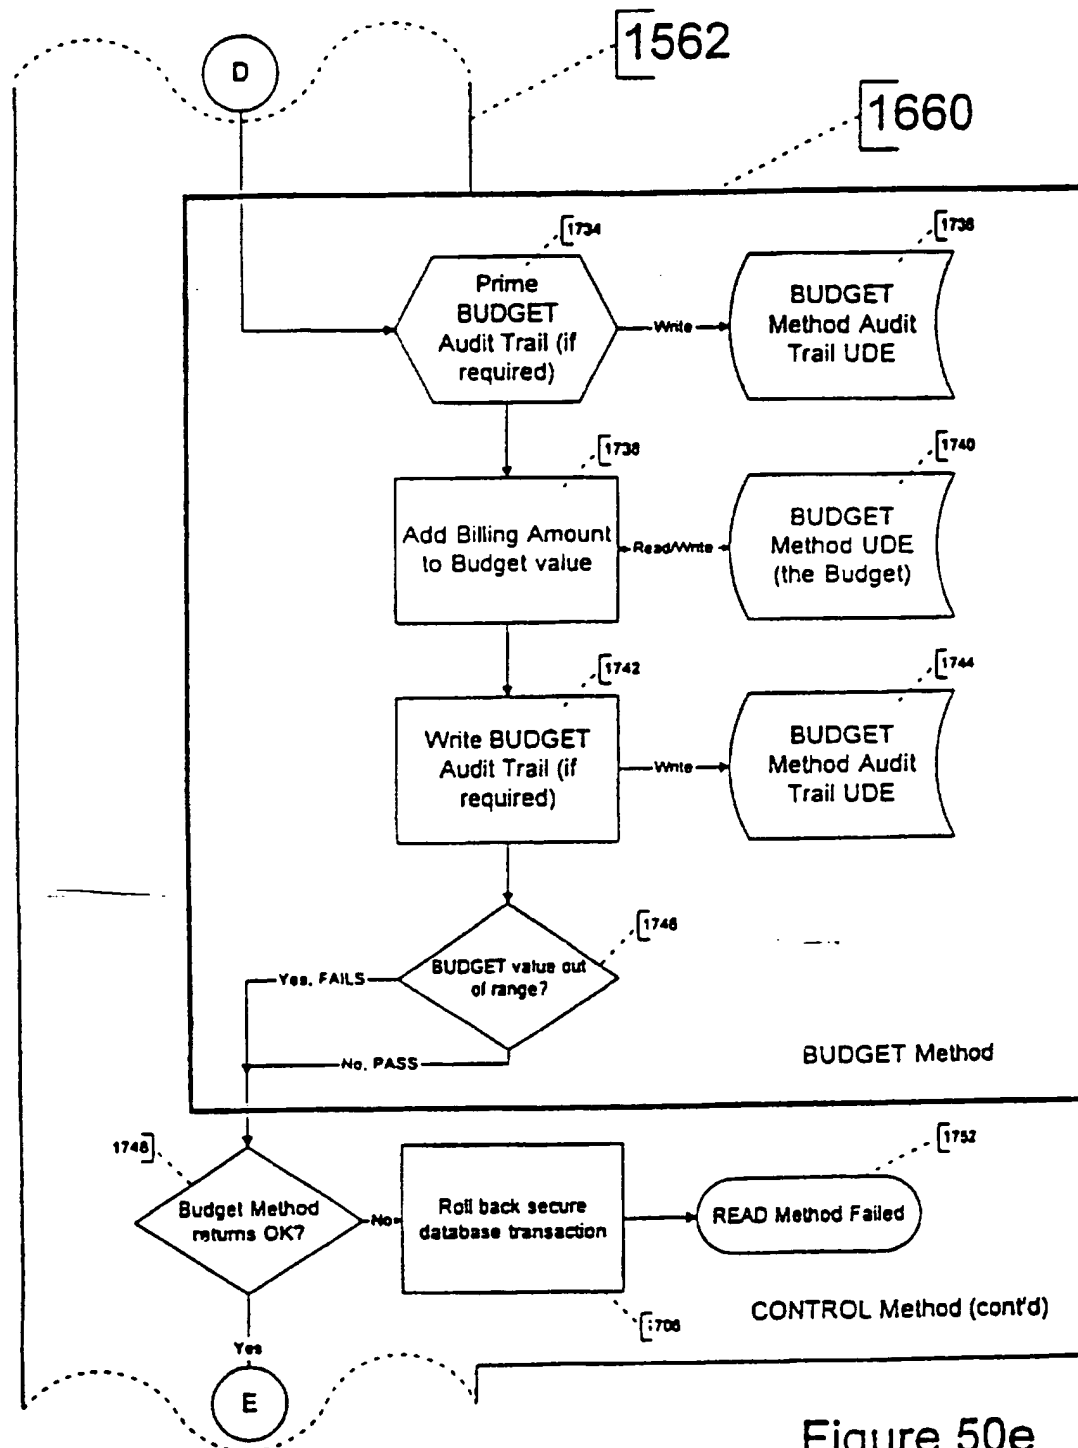 1562
D
1660
1734
1736
Prime
BUDGET
Audit Trail (if
required)
Write
BUDGET
Method Audit
Trail UDE
1738
1740
Add Billing Amount
to Budget value
Read/Write
BUDGET
Method UDE
(the Budget)
1742
1744
Write BUDGET
Audit Trail (if
required)
Write
BUDGET
Method Audit
Trail UDE
1746
BUDGET value out
of range?
Yes, FAILS
No, PASS
BUDGET Method
1748
1752
Budget Method
returns OK?
No
Roll back secure
database transaction
READ Method Failed
1706
CONTROL Method (cont'd)
Yes
E
Figure 50e